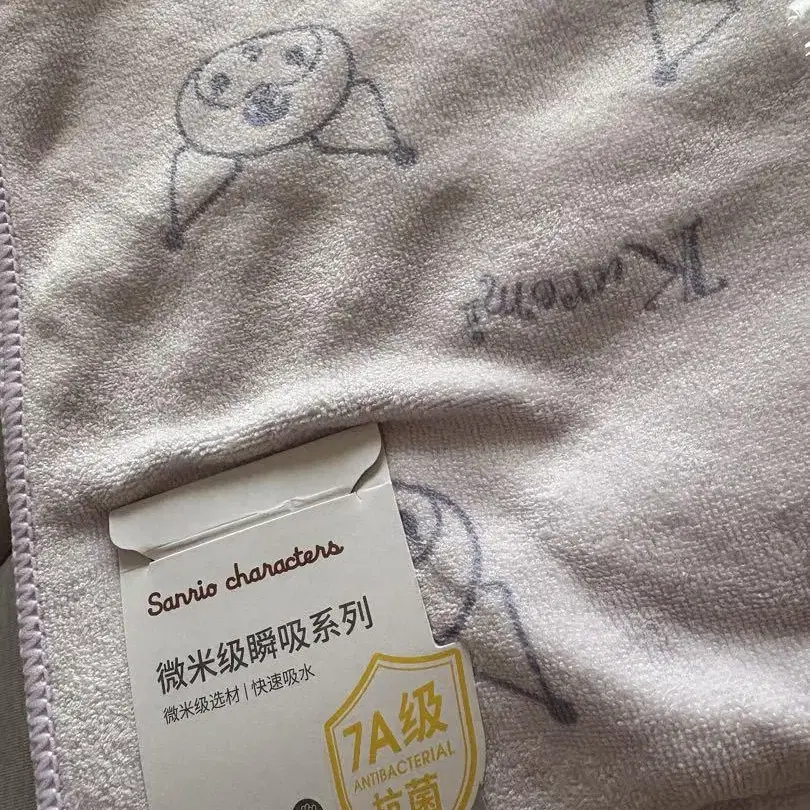 Kuromi
Sanrio characters
微米级瞬吸系列
微米级选材 | 快速吸水
7A级
ANTIBACTERIAL
抗菌